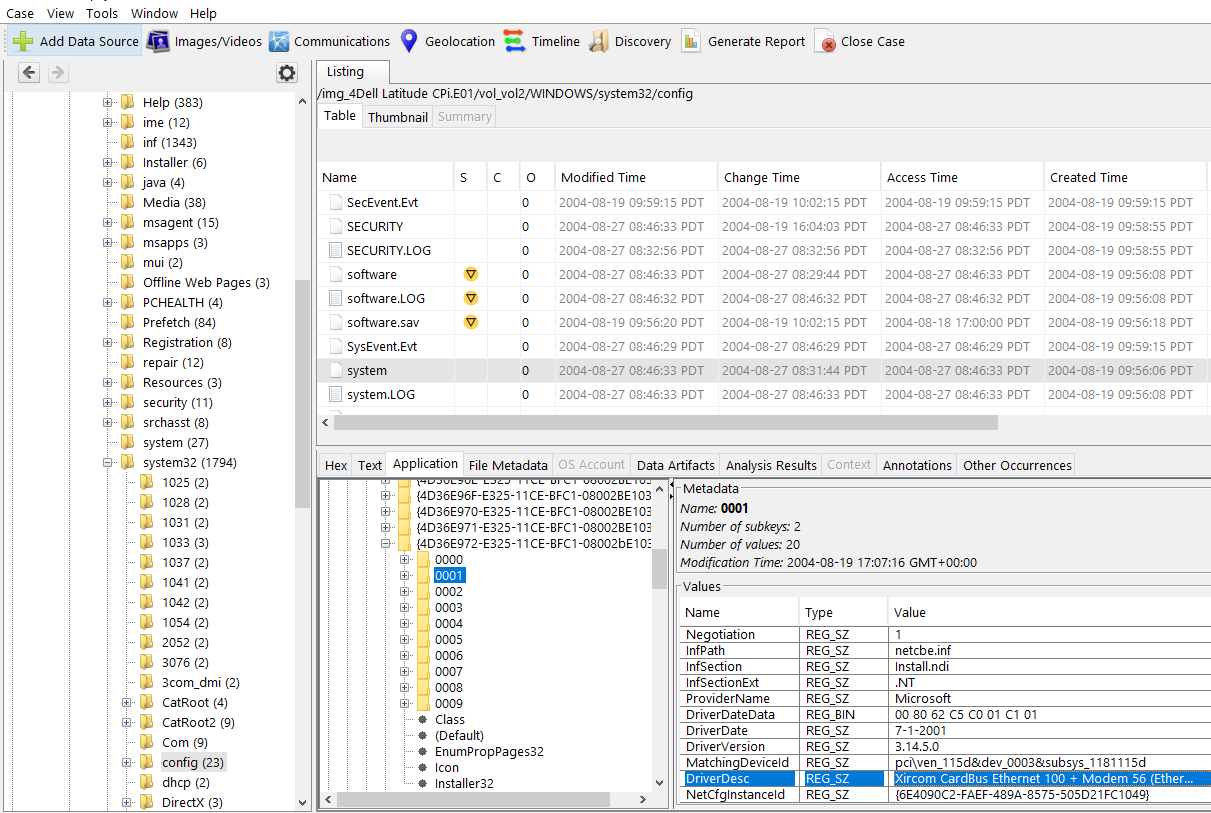 Case View Tools Window Help
Add Data Source Images/Videos Communications Geolocation Timeline Discovery Generate Report Close Case
Listing
/img_4Dell Latitude CPi.E01/vol_vol2/WINDOWS/system32/config
Table Thumbnail Summary
Help (383)
ime (12)
inf (1343)
Installer (6)
java (4)
Media (38)
msagent (15)
msapps (3)
mui (2)
Offline Web Pages (3)
PCHEALTH (4)
Prefetch (84)
Registration (8)
repair (12)
Resources (3)
security (11)
srchasst (8)
system (27)
system32 (1794)
1025 (2)
1028 (2)
1031 (2)
1033 (3)
1037 (2)
1041 (2)
1042 (2)
1054 (2)
2052 (2)
3076 (2)
3com_dmi (2)
CatRoot (4)
CatRoot2 (9)
Com (9)
config (23)
dhcp (2)
DirectX (3)
Name S C O Modified Time Change Time Access Time Created Time
SecEvent.Evt 0 2004-08-19 09:59:15 PDT 2004-08-19 10:02:15 PDT 2004-08-19 09:59:15 PDT 2004-08-19 09:59:15 PDT
SECURITY 0 2004-08-27 08:46:33 PDT 2004-08-19 16:04:03 PDT 2004-08-27 08:46:33 PDT 2004-08-19 09:58:55 PDT
SECURITY.LOG 0 2004-08-27 08:32:56 PDT 2004-08-27 08:32:56 PDT 2004-08-27 08:32:56 PDT 2004-08-19 09:58:55 PDT
software 0 2004-08-27 08:46:33 PDT 2004-08-27 08:29:44 PDT 2004-08-27 08:46:33 PDT 2004-08-19 09:56:08 PDT
software.LOG 0 2004-08-27 08:46:32 PDT 2004-08-27 08:46:32 PDT 2004-08-27 08:46:32 PDT 2004-08-19 09:56:08 PDT
software.sav 0 2004-08-19 09:56:20 PDT 2004-08-19 10:02:15 PDT 2004-08-18 17:00:00 PDT 2004-08-19 09:56:18 PDT
SysEvent.Evt 0 2004-08-27 08:46:29 PDT 2004-08-27 08:46:29 PDT 2004-08-27 08:46:29 PDT 2004-08-19 09:59:15 PDT
system 0 2004-08-27 08:46:33 PDT 2004-08-27 08:31:44 PDT 2004-08-27 08:46:33 PDT 2004-08-19 09:56:06 PDT
system.LOG 0 2004-08-27 08:46:33 PDT 2004-08-27 08:46:33 PDT 2004-08-27 08:46:33 PDT 2004-08-19 09:56:08 PDT
Hex Text Application File Metadata OS Account Data Artifacts Analysis Results Context Annotations Other Occurrences
{4D36E96E-E325-11CE-BFC1-08002BE103
{4D36E96F-E325-11CE-BFC1-08002BE103
{4D36E970-E325-11CE-BFC1-08002BE103
{4D36E971-E325-11CE-BFC1-08002BE103
{4D36E972-E325-11CE-BFC1-08002bE103
0000
0001
0002
0003
0004
0005
0006
0007
0008
0009
Class
(Default)
EnumPropPages32
Icon
Installer32
Metadata
Name: 0001
Number of subkeys: 2
Number of values: 20
Modification Time: 2004-08-19 17:07:16 GMT+00:00
Values
Name Type Value
Negotiation REG_SZ 1
InfPath REG_SZ netcbe.inf
InfSection REG_SZ Install.ndi
InfSectionExt REG_SZ .NT
ProviderName REG_SZ Microsoft
DriverDateData REG_BIN 00 80 62 C5 C0 01 C1 01
DriverDate REG_SZ 7-1-2001
DriverVersion REG_SZ 3.14.5.0
MatchingDeviceId REG_SZ pci\ven_115d&dev_0003&subsys_1181115d
DriverDesc REG_SZ Xircom CardBus Ethernet 100 + Modem 56 (Ether...
NetCfgInstanceId REG_SZ {6E4090C2-FAEF-489A-8575-505D21FC1049}